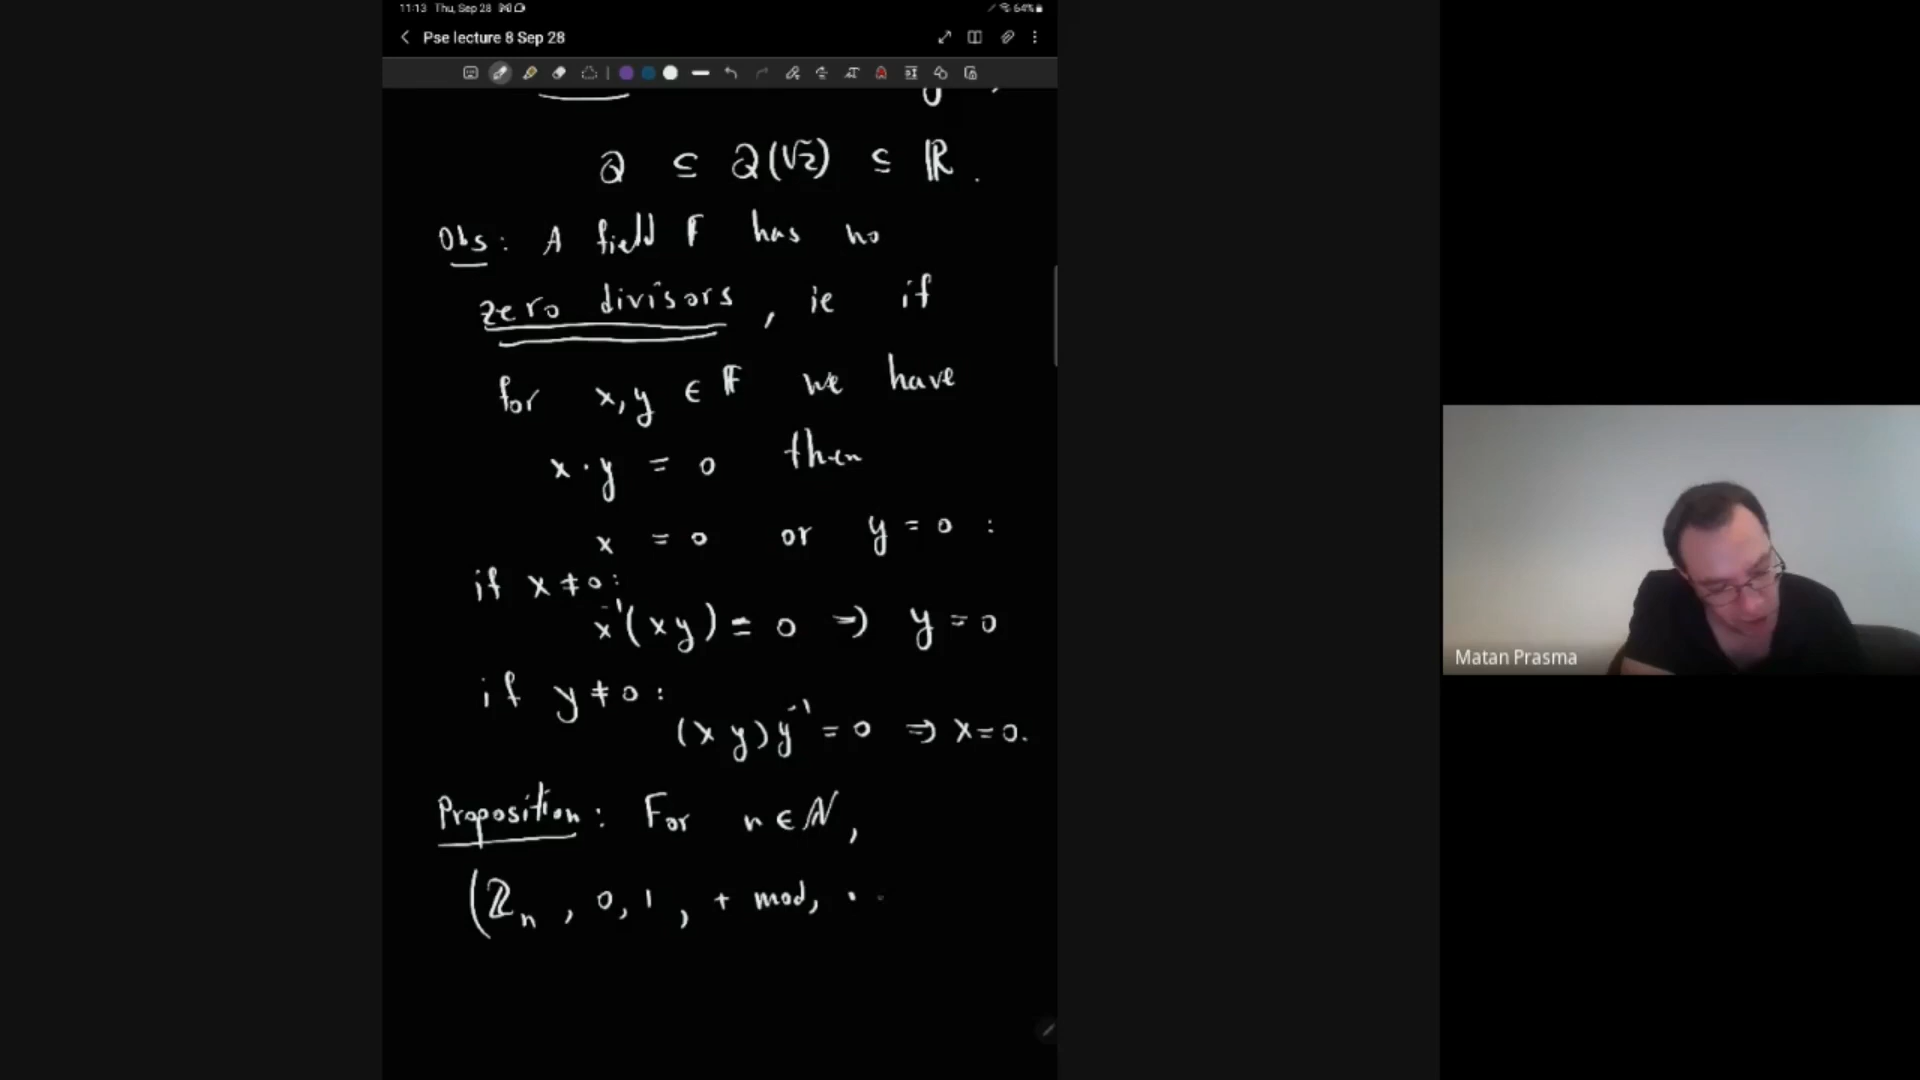 11:13 Thu, Sep 28
64%
Pse lecture 8 Sep 28
ℚ ⊆ ℚ(√2) ⊆ ℝ.
Obs: A field 𝔽 has no
zero divisors, ie if
for x,y ∈ 𝔽 we have
x·y = 0 then
x = 0 or y = 0 :
if x ≠ 0:
x⁻¹(xy) = 0 ⇒ y = 0
if y ≠ 0:
(xy)y⁻¹ = 0 ⇒ x = 0.
Proposition: For n ∈ ℕ,
(ℤₙ, 0, 1, + mod, ·
Matan Prasma